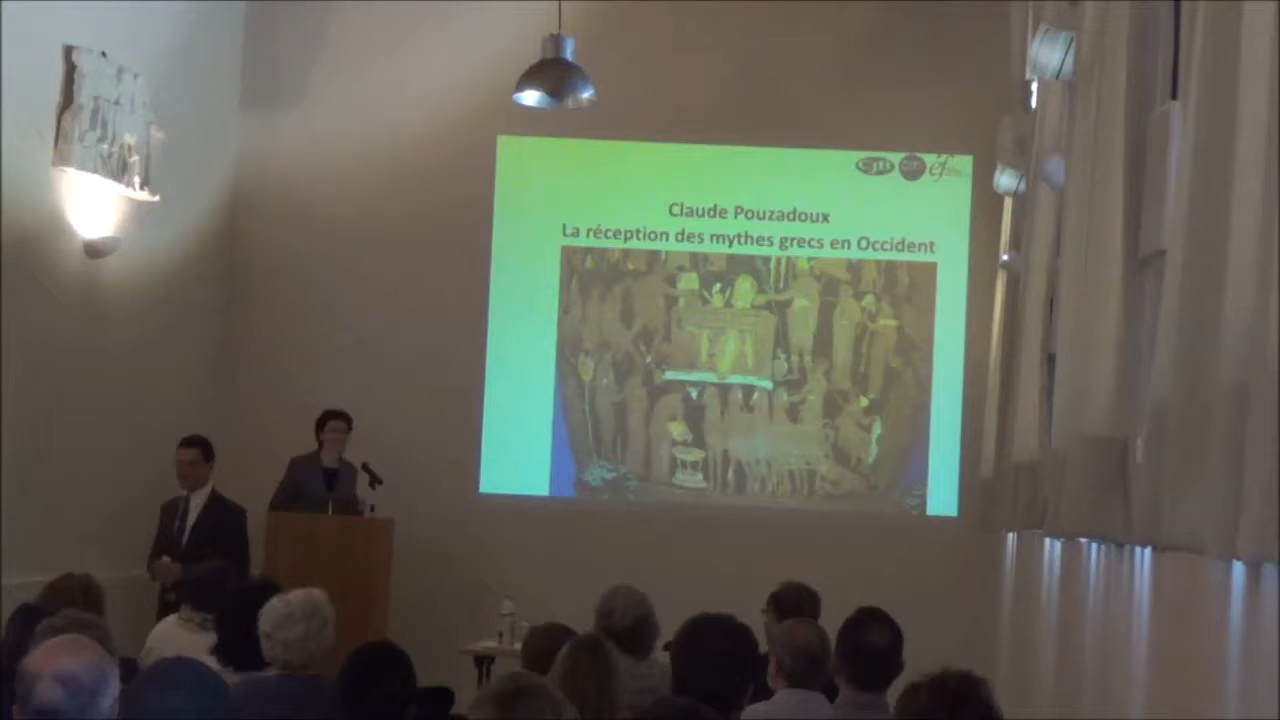 Claude Pouzadoux
La réception des mythes grecs en Occident